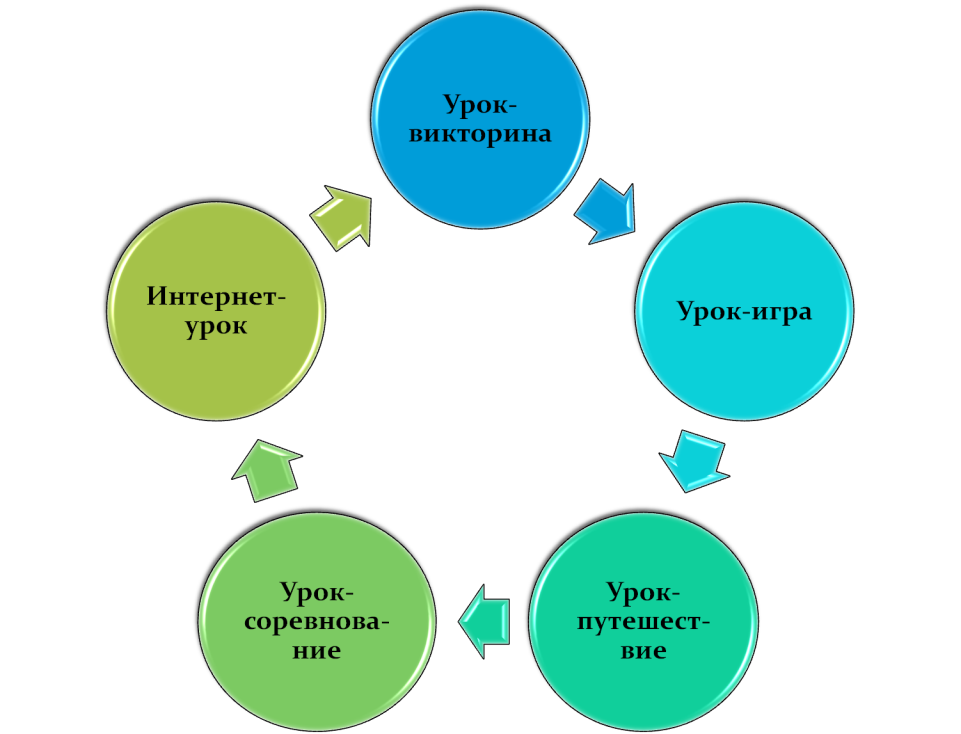 Урок-
викторина
Урок-игра
Урок-
путешест-
вие
Урок-
соревнова-
ние
Интернет-
урок